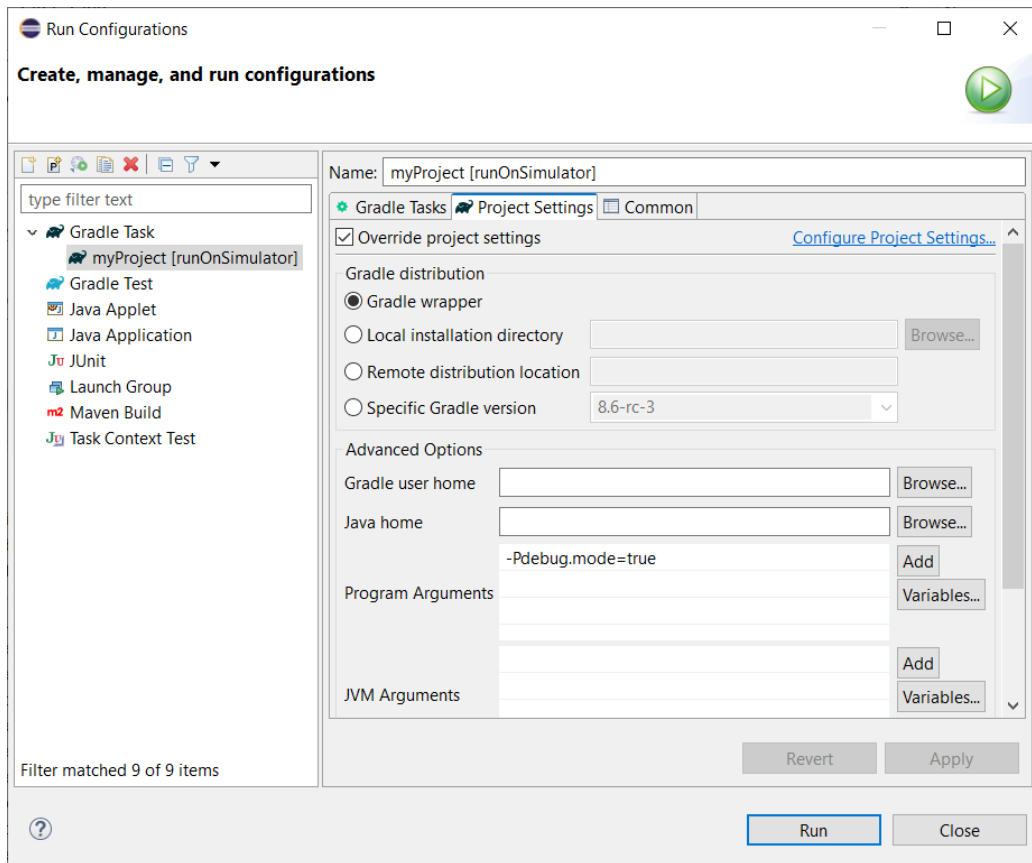 Run Configurations
Create, manage, and run configurations
type filter text
Gradle Task
myProject [runOnSimulator]
Gradle Test
Java Applet
Java Application
JUnit
Launch Group
Maven Build
Task Context Test
Filter matched 9 of 9 items
Name: myProject [runOnSimulator]
Gradle Tasks Project Settings Common
Override project settings Configure Project Settings...
Gradle distribution
Gradle wrapper
Local installation directory Browse...
Remote distribution location
Specific Gradle version 8.6-rc-3
Advanced Options
Gradle user home Browse...
Java home Browse...
-Pdebug.mode=true Add
Program Arguments Variables...
Add
JVM Arguments Variables...
Revert Apply
Run Close